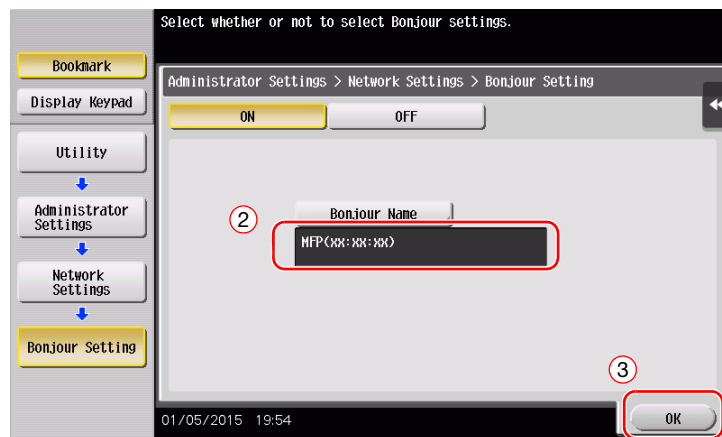 Select whether or not to select Bonjour settings.
Bookmark
Display Keypad
Utility
Administrator
Settings
Network
Settings
Bonjour Setting
Administrator Settings > Network Settings > Bonjour Setting
ON
OFF
2
Bonjour Name
MFP(xx:xx:xx)
3
01/05/2015 19:54
OK